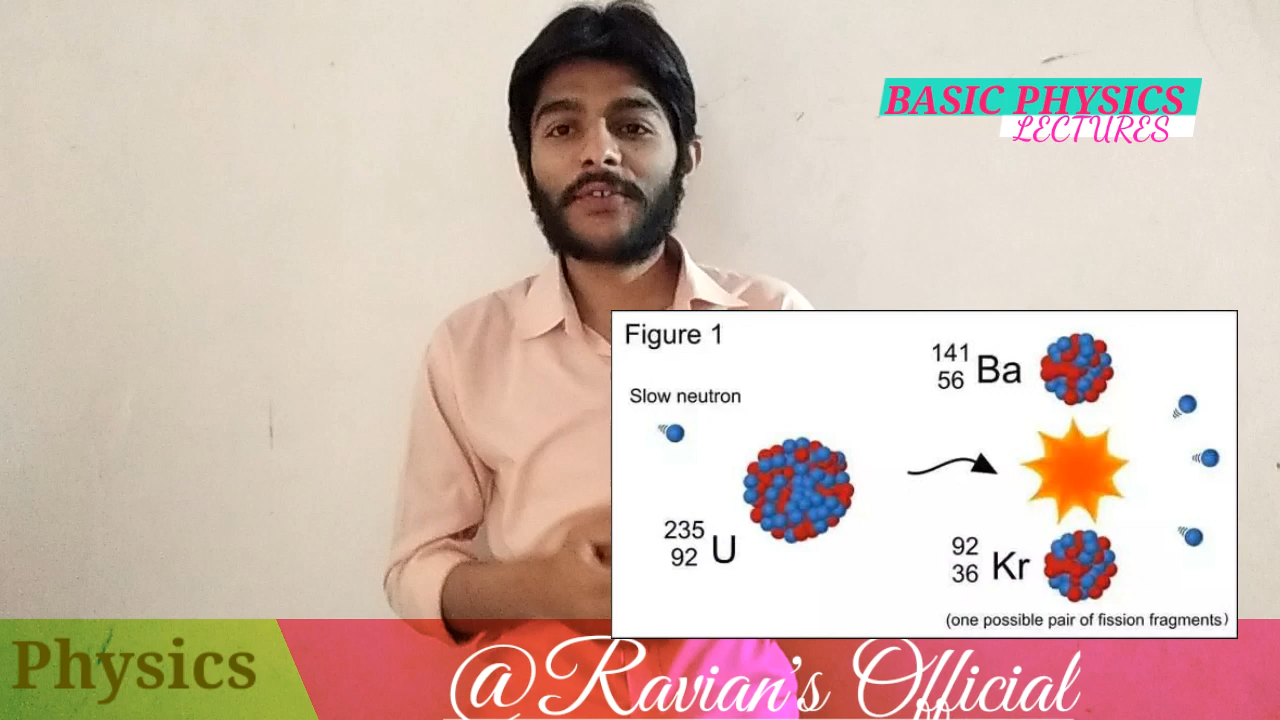 BASIC PHYSICS
LECTURES
Figure 1
Slow neutron
235
92 U
141
56 Ba
92
36 Kr
(one possible pair of fission fragments)
Physics
@Ravian's Official